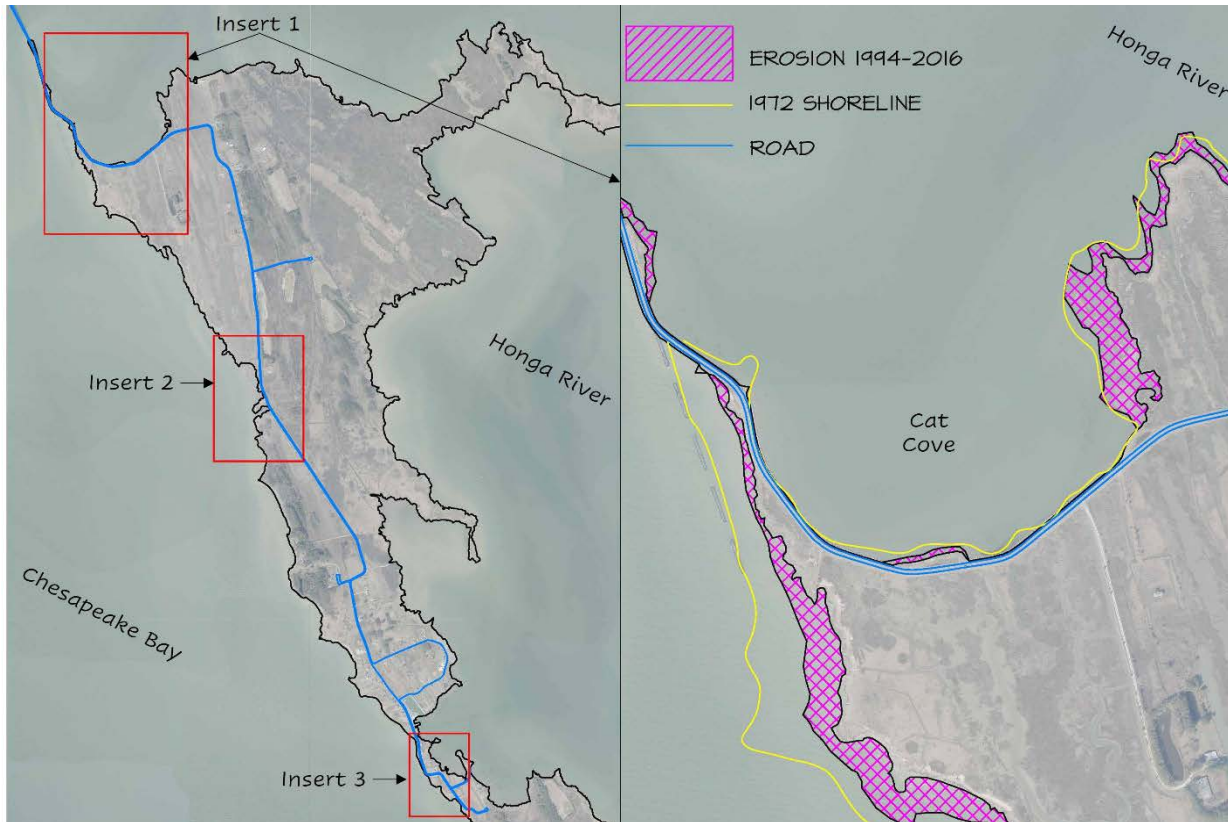 Insert 1
Honga River
Insert 2
Chesapeake Bay
Insert 3
EROSION 1994-2016
1972 SHORELINE
ROAD
Honga River
Cat
Cove